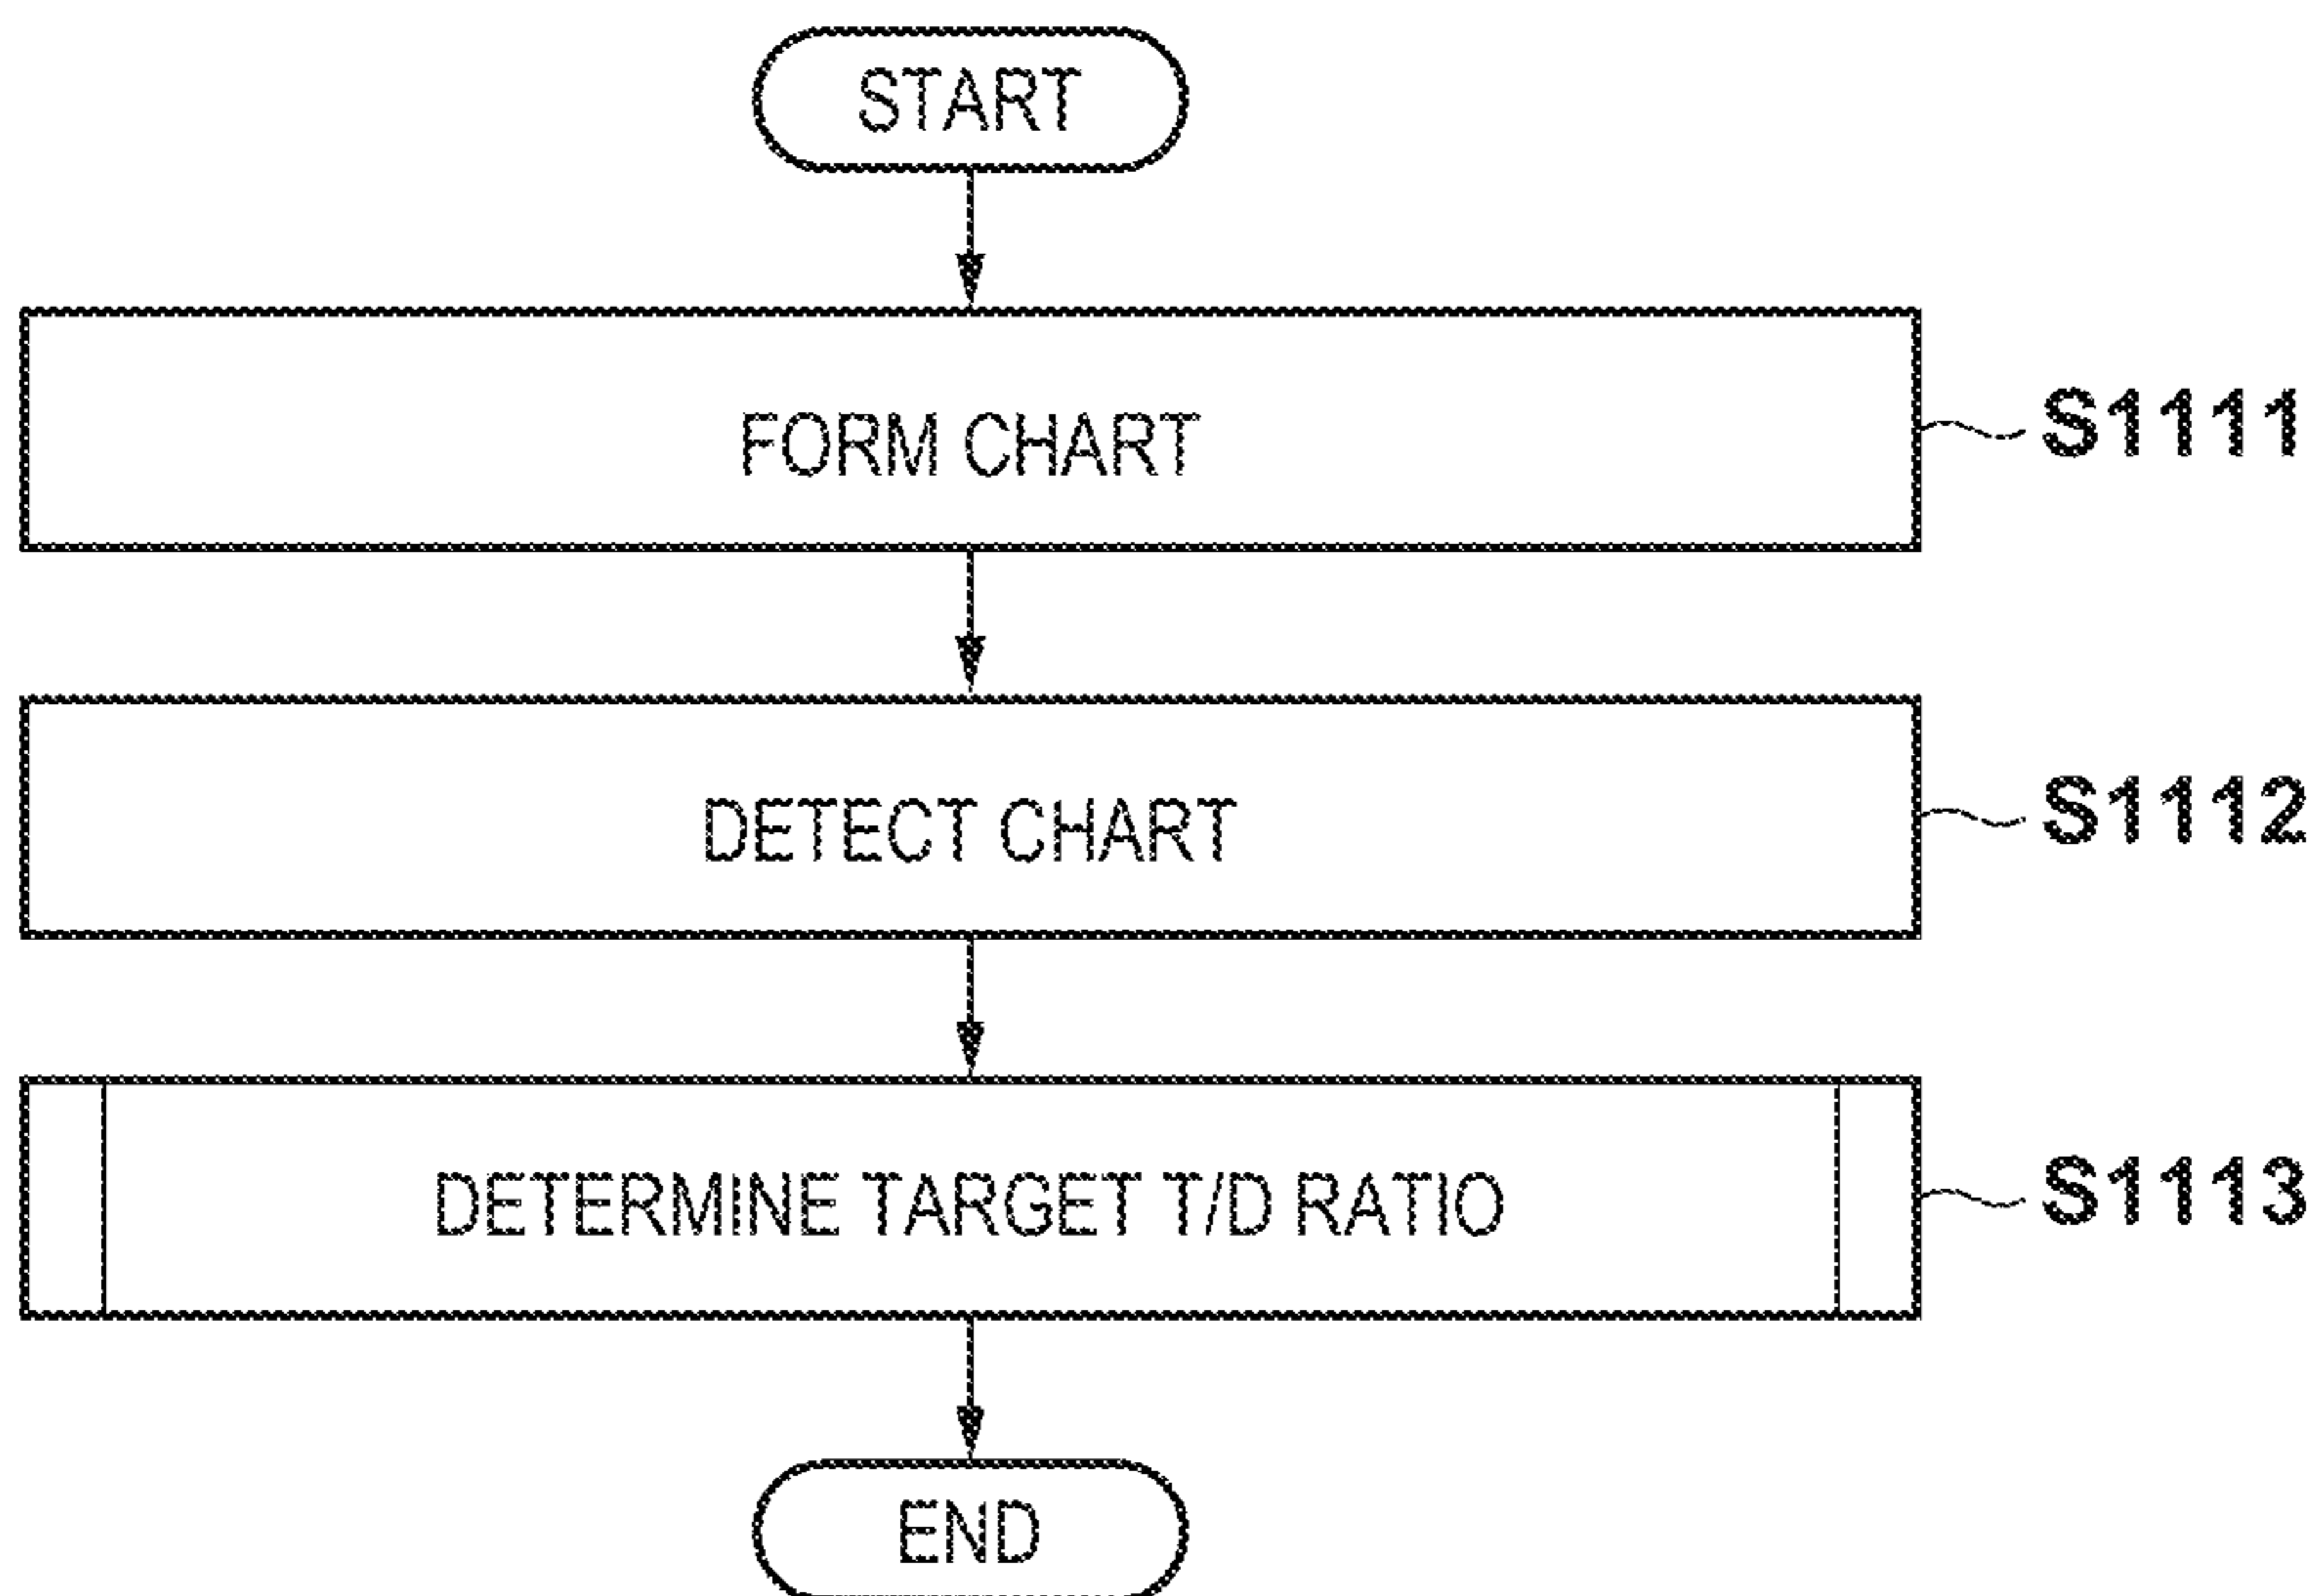 START
FORM CHART
S1111
DETECT CHART
S1112
DETERMINE TARGET T/D RATIO
S1113
END